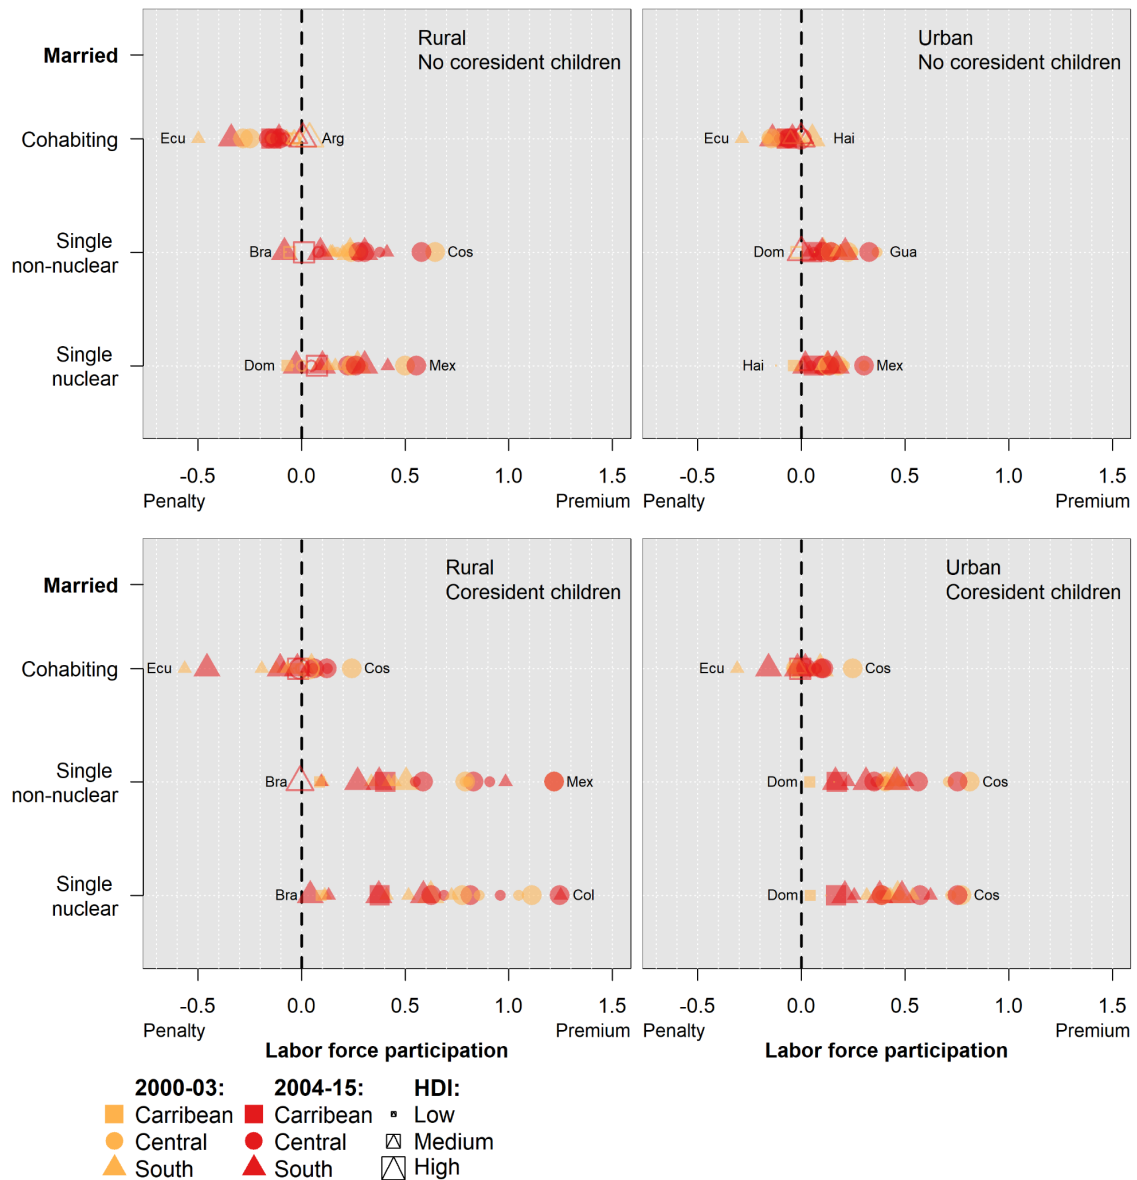 Rural
No coresident children
Urban
No coresident children
Married
Cohabiting
Ecu
Arg
Ecu
Hai
Single
non-nuclear
Bra
Cos
Dom
Gua
Single
nuclear
Dom
Mex
Hai
Mex
-0.5 0.0 0.5 1.0 1.5
Penalty Premium
-0.5 0.0 0.5 1.0 1.5
Penalty Premium
Rural
Coresident children
Urban
Coresident children
Married
Cohabiting
Ecu
Cos
Ecu
Cos
Single
non-nuclear
Bra
Mex
Dom
Cos
Single
nuclear
Bra
Col
Dom
Cos
-0.5 0.0 0.5 1.0 1.5
Penalty Premium
Labor force participation
-0.5 0.0 0.5 1.0 1.5
Penalty Premium
Labor force participation
2000-03: 2004-15: HDI:
Carribean Carribean Low
Central Central Medium
South South High